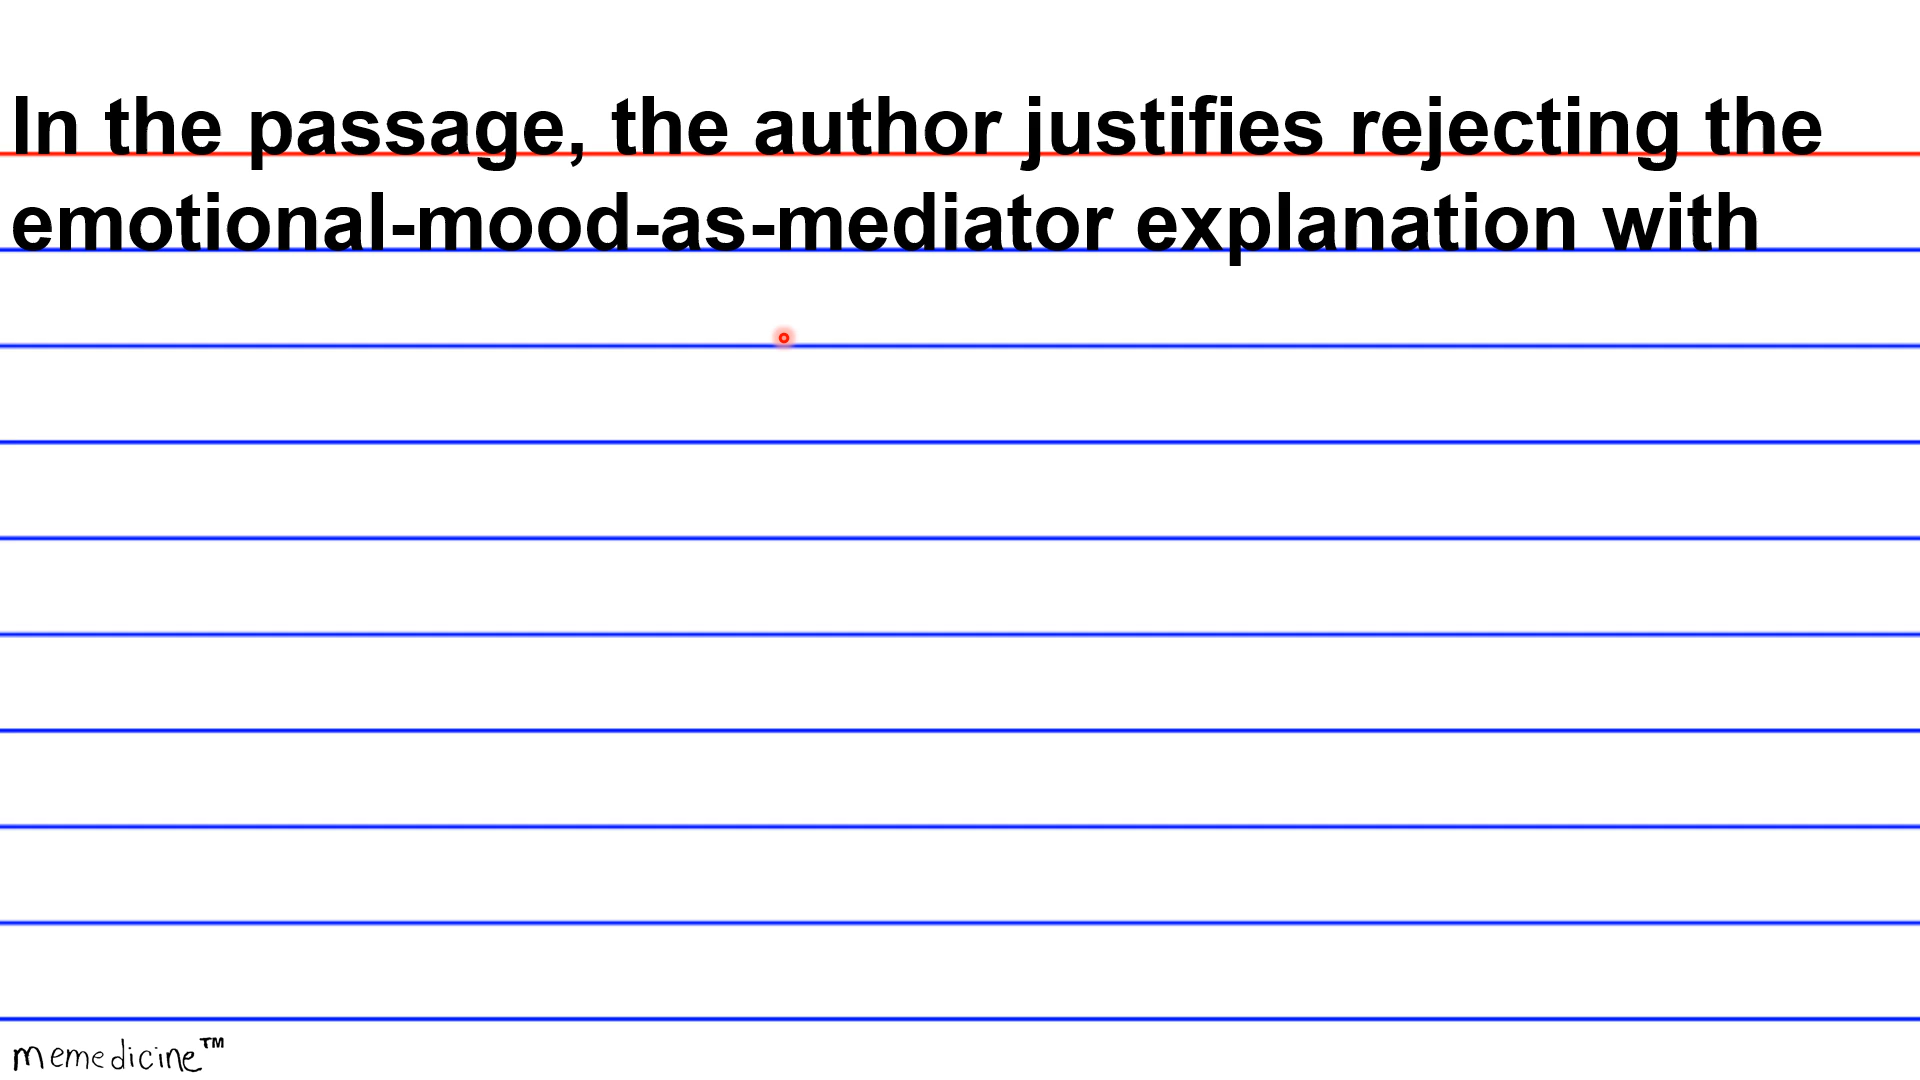 In the passage, the author justifies rejecting the
emotional-mood-as-mediator explanation with
memedicine™